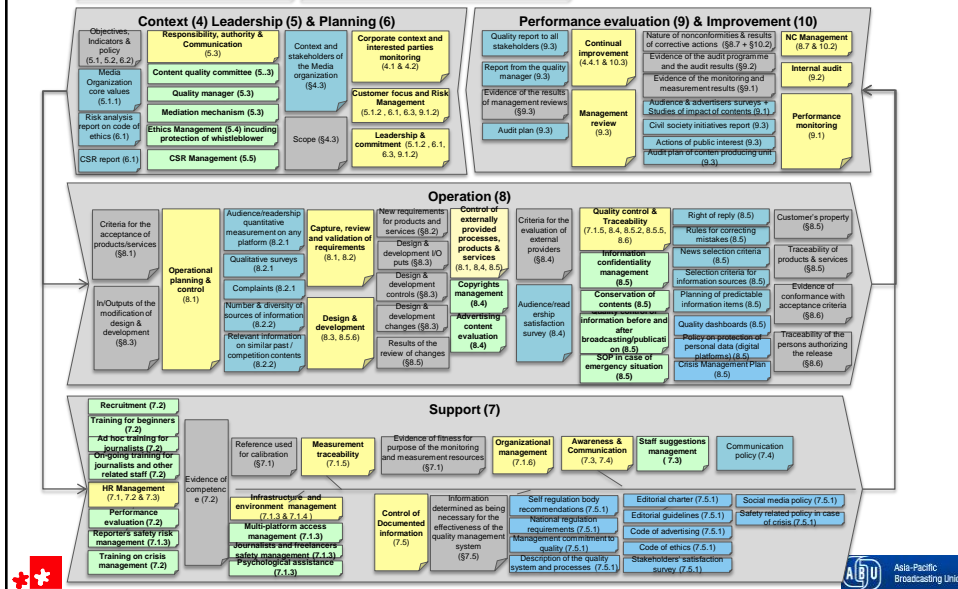 Context (4) Leadership (5) & Planning (6)
Objectives,
Indicators &
policy
(5.1, 5.2, 6.2)
Media
Organization
core values
(5.1.1)
Risk analysis
report on code of
ethics (6.1)
CSR report (6.1)
Responsibility, authority &
Communication
(5.3)
Content quality committee (5..3)
Quality manager (5.3)
Mediation mechanism (5.3)
Ethics Management (5.4) incuding
protection of whistleblower
CSR Management (5.5)
Context and
stakeholders of
the Media
organization
(§4.3)
Scope (§4.3)
Corporate context and
interested parties
monitoring
(4.1 & 4.2)
Customer focus and Risk
Management
(5.1.2 , 6.1, 6.3, 9.1.2)
Leadership &
commitment (5.1.2 , 6.1,
6.3, 9.1.2)
Performance evaluation (9) & Improvement (10)
Quality report to all
stakeholders (9.3)
Report from the quality
manager (9.3)
Evidence of the results
of management reviews
(§9.3)
Audit plan (9.3)
Continual
improvement
(4.4.1 & 10.3)
Management
review
(9.3)
Nature of nonconformities & results
of corrective actions (§8.7 + §10.2)
Evidence of the audit programme
and the audit results (§9.2)
Evidence of the monitoring and
measurement results (§9.1)
Audience & advertisers surveys +
Studies of impact of contents (9.1)
Civil society initiatives report (9.3)
Actions of public interest (9.3)
Audit plan of conten producing unit
(9.3)
NC Management
(8.7 & 10.2)
Internal audit
(9.2)
Performance
monitoring
(9.1)
Operation (8)
Criteria for the
acceptance of
products/services
(§8.1)
In/Outputs of the
modification of
design &
development
(§8.3)
Operational
planning &
control
(8.1)
Audience/readership
quantitative
measurement on any
platform (8.2.1
Qualitative surveys
(8.2.1
Complaints (8.2.1
Number & diversity of
sources of information
(8.2.2)
Relevant information
on similar past /
competition contents
(8.2.2)
Capture, review
and validation of
requirements
(8.1, 8.2)
Design &
development
(8.3, 8.5.6)
New requirements
for products and
services (§8.2)
Design &
development I/O
puts (§8.3)
Design &
development
controls (§8.3)
Design &
development
changes (§8.3)
Results of the
review of changes
(§8.5)
Control of
externally
provided
processes,
products &
services
(8.1, 8.4, 8.5)
Copyrights
management
(8.4)
Advertising
content
evaluation
(8.4)
Criteria for the
evaluation of
external
providers
(§8.4)
Audience/read
ership
satisfaction
survey (8.4)
Quality control &
Traceability
(7.1.5, 8.4, 8.5.2, 8.5.5,
8.6)
Information
confidentiality
management (8.5)
Conservation of
contents (8.5)
Quality control of
information before and
after
broadcasting/publicati
on (8.5)
SOP in case of
emergency situation
(8.5)
Right of reply (8.5)
Rules for correcting
mistakes (8.5)
News selection criteria
(8.5)
Selection criteria for
information sources (8.5)
Planning of predictable
information items (8.5)
Quality dashboards (8.5)
Policy on protection of
personal data (digital
platforms) (8.5)
Crisis Management Plan
(8.5)
Customer's property
(§8.5)
Traceability of
products & services
(§8.5)
Evidence of
conformance with
acceptance criteria
(§8.6)
Traceability of the
persons authorizing
the release
(§8.6)
Support (7)
Recruitment (7.2)
Training for beginners
(7.2)
Ad hoc training for
journalists (7.2)
On-going training for
journalists and other
related staff (7.2)
HR Management
(7.1, 7.2 & 7.3)
Performance
evaluation (7.2)
Reporters safety risk
management (7.1.3)
Training on crisis
management
(7.2)
Evidence of
competenc
e (7.2)
Reference used
for calibration
(§7.1)
Measurement
traceability
(7.1.5)
Evidence of fitness for
purpose of the monitoring
and measurement resources
(§7.1)
Organizational
management
(7.1.6)
Awareness &
Communication
(7.3, 7.4)
Staff suggestions
management
( 7.3)
Communication
policy (7.4)
Infrastructure and
environment management
(7.1.3 & 7.1.4 )
Multi-platform access
management (7.1.3)
Journalists and freelancers
safety management (7.1.3)
Psychological assistance
(7.1.3)
Control of
Documented
information
(7.5)
Information
determined as being
necessary for the
effectiveness of the
quality management
system
(§7.5)
Self regulation body
recommendations (7.5.1)
National regulation
requirements (7.5.1)
Management commitment to
quality (7.5.1)
Description of the quality
system and processes (7.5.1)
Editorial charter (7.5.1)
Editorial guidelines (7.5.1)
Code of advertising (7.5.1)
Code of ethics (7.5.1)
Stakeholders' satisfaction
survey (7.5.1)
Social media policy (7.5.1)
Safety related policy in case
of crisis (7.5.1)
ABU
Asia-Pacific
Broadcasting